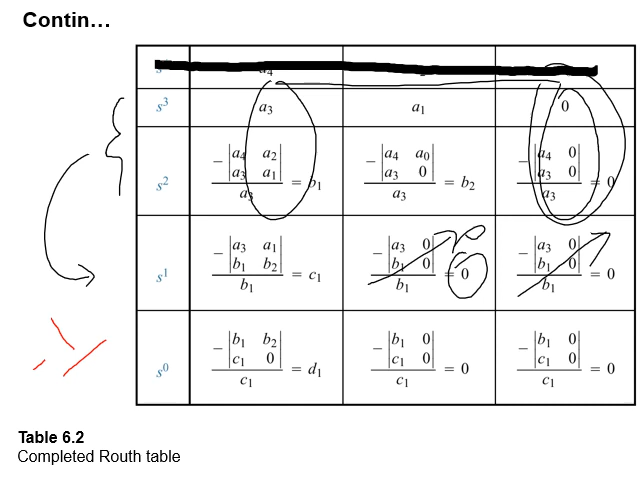 Contin…
a₄
s³ a₃ a₁ 0
s² −|a₄ a₂; a₃ a₁| / a₃ = b₁ −|a₄ a₀; a₃ 0| / a₃ = b₂ −|a₄ 0; a₃ 0| / a₃ = 0
s¹ −|a₃ a₁; b₁ b₂| / b₁ = c₁ −|a₃ 0; b₁ 0| / b₁ = 0 −|a₃ 0; b₁ 0| / b₁ = 0
s⁰ −|b₁ b₂; c₁ 0| / c₁ = d₁ −|b₁ 0; c₁ 0| / c₁ = 0 −|b₁ 0; c₁ 0| / c₁ = 0
Table 6.2
Completed Routh table